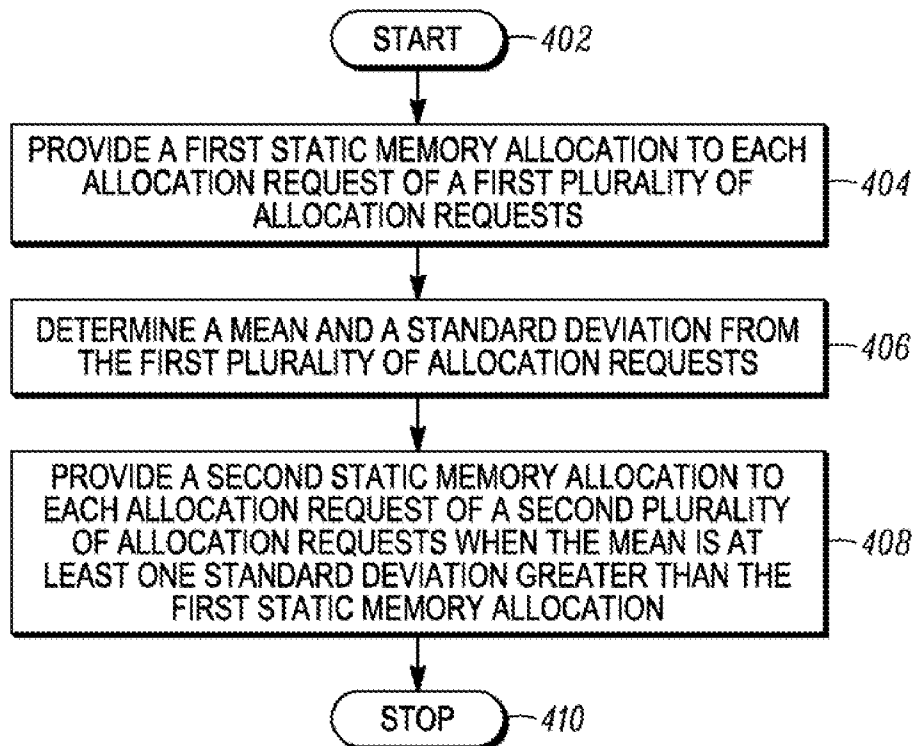 START 402
PROVIDE A FIRST STATIC MEMORY ALLOCATION TO EACH
ALLOCATION REQUEST OF A FIRST PLURALITY OF
ALLOCATION REQUESTS
404
DETERMINE A MEAN AND A STANDARD DEVIATION FROM
THE FIRST PLURALITY OF ALLOCATION REQUESTS
406
PROVIDE A SECOND STATIC MEMORY ALLOCATION TO
EACH ALLOCATION REQUEST OF A SECOND PLURALITY
OF ALLOCATION REQUESTS WHEN THE MEAN IS AT
LEAST ONE STANDARD DEVIATION GREATER THAN THE
FIRST STATIC MEMORY ALLOCATION
408
STOP 410